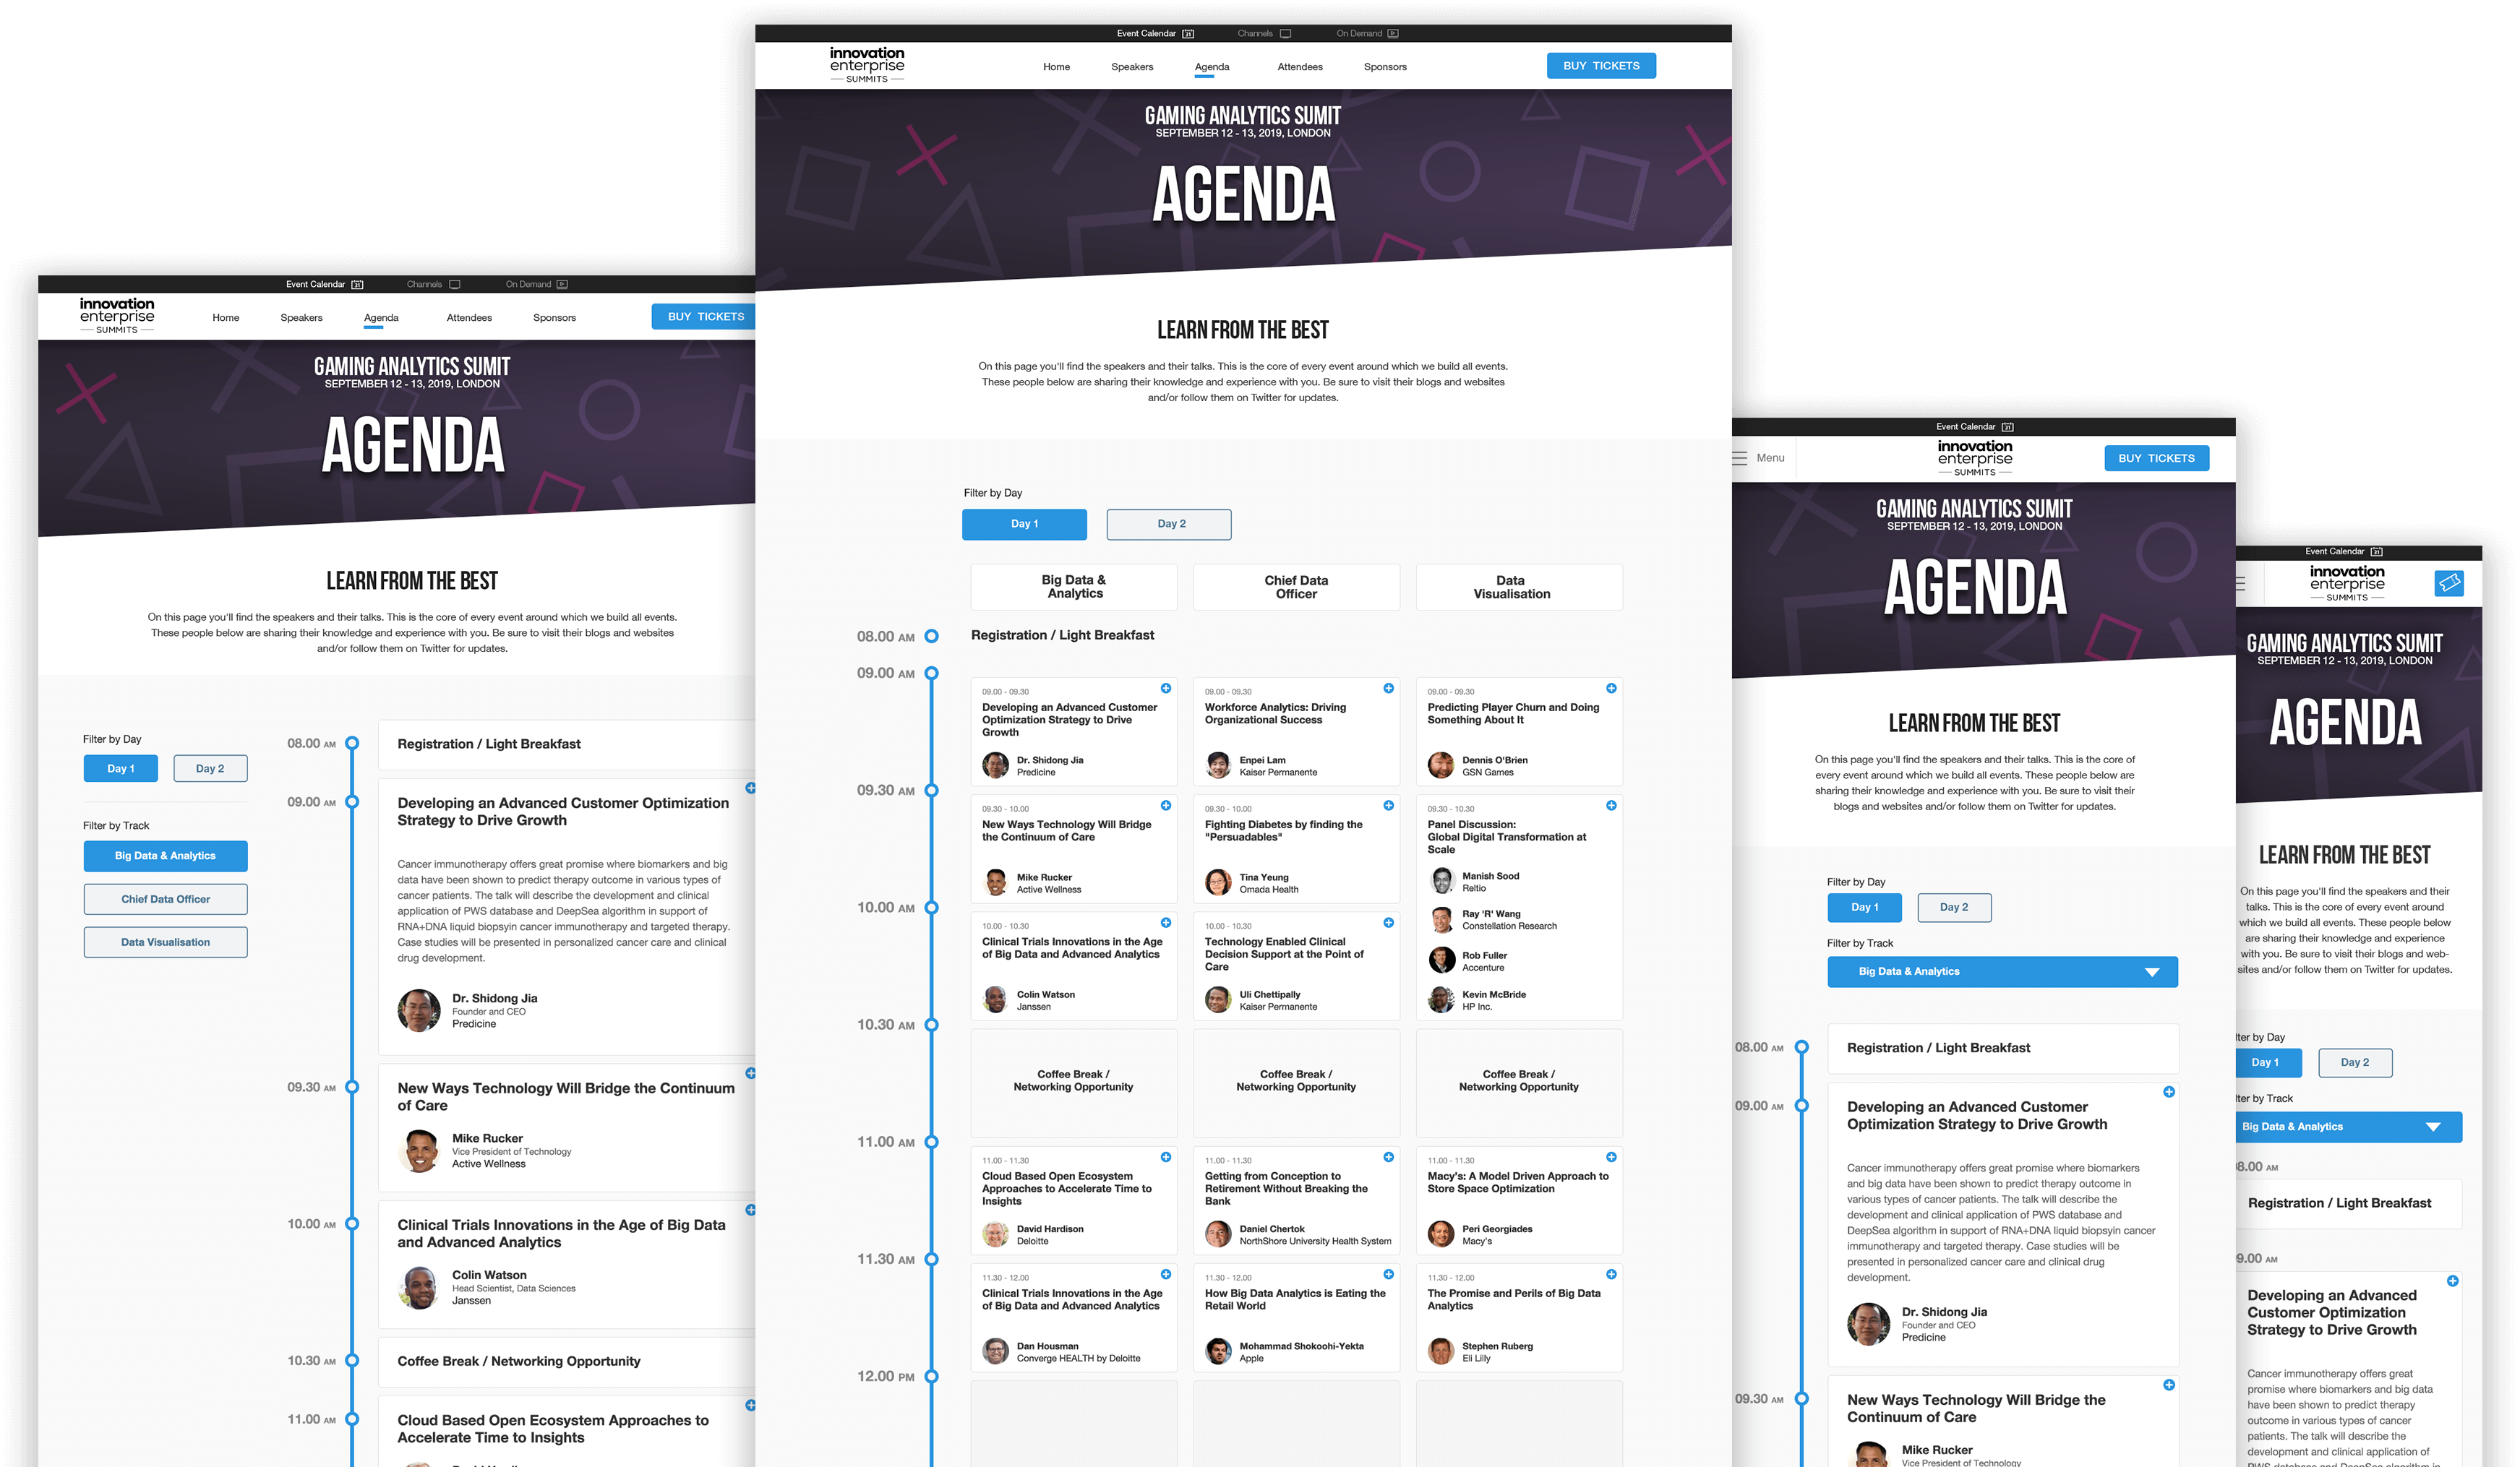 Event Calendar
Channels
On Demand
innovation
enterprise
SUMMITS
Home
Speakers
Agenda
Attendees
Sponsors
BUY TICKETS
GAMING ANALYTICS SUMIT
SEPTEMBER 12 - 13, 2019, LONDON
AGENDA
LEARN FROM THE BEST
On this page you'll find the speakers and their talks. This is the core of every event around which we build all events.
These people below are sharing their knowledge and experience with you. Be sure to visit their blogs and websites
and/or follow them on Twitter for updates.
Filter by Day
Day 1
Day 2
Filter by Track
Big Data & Analytics
Chief Data Officer
Data Visualisation
08.00 AM
Registration / Light Breakfast
09.00 AM
Developing an Advanced Customer Optimization
Strategy to Drive Growth
Cancer immunotherapy offers great promise where biomarkers and big
data have been shown to predict therapy outcome in various types of
cancer patients. The talk will describe the development and clinical
application of PWS database and DeepSea algorithm in support of
RNA+DNA liquid biopsyin cancer immunotherapy and targeted therapy.
Case studies will be presented in personalized cancer care and clinical
drug development.
Dr. Shidong Jia
Founder and CEO
Predicine
09.30 AM
New Ways Technology Will Bridge the Continuum
of Care
Mike Rucker
Vice President of Technology
Active Wellness
10.00 AM
Clinical Trials Innovations in the Age of Big Data
and Advanced Analytics
Colin Watson
Head Scientist, Data Sciences
Janssen
10.30 AM
Coffee Break / Networking Opportunity
11.00 AM
Cloud Based Open Ecosystem Approaches to
Accelerate Time to Insights
Event Calendar
Channels
On Demand
innovation
enterprise
SUMMITS
Home
Speakers
Agenda
Attendees
Sponsors
BUY TICKETS
GAMING ANALYTICS SUMIT
SEPTEMBER 12 - 13, 2019, LONDON
AGENDA
LEARN FROM THE BEST
On this page you'll find the speakers and their talks. This is the core of every event around which we build all events.
These people below are sharing their knowledge and experience with you. Be sure to visit their blogs and websites
and/or follow them on Twitter for updates.
Filter by Day
Day 1
Day 2
Big Data &
Analytics
Chief Data
Officer
Data
Visualisation
08.00 AM
Registration / Light Breakfast
09.00 AM
09.00 - 09.30
Developing an Advanced Customer
Optimization Strategy to Drive
Growth
Dr. Shidong Jia
Predicine
09.00 - 09.30
Workforce Analytics: Driving
Organizational Success
Enpei Lam
Kaiser Permanente
09.00 - 09.30
Predicting Player Churn and Doing
Something About It
Dennis O'Brien
GSN Games
09.30 AM
09.30 - 10.00
New Ways Technology Will Bridge
the Continuum of Care
Mike Rucker
Active Wellness
09.30 - 10.00
Fighting Diabetes by finding the
"Persuadables"
Tina Yeung
Omada Health
09.30 - 10.30
Panel Discussion:
Global Digital Transformation at
Scale
Manish Sood
Reltio
Ray 'R' Wang
Constellation Research
Rob Fuller
Accenture
Kevin McBride
HP Inc.
10.00 AM
10.00 - 10.30
Clinical Trials Innovations in the Age
of Big Data and Advanced Analytics
Colin Watson
Janssen
10.00 - 10.30
Technology Enabled Clinical
Decision Support at the Point of
Care
Uli Chettipally
Kaiser Permanente
10.30 AM
Coffee Break /
Networking Opportunity
Coffee Break /
Networking Opportunity
Coffee Break /
Networking Opportunity
11.00 AM
11.00 - 11.30
Cloud Based Open Ecosystem
Approaches to Accelerate Time to
Insights
David Hardison
Deloitte
11.00 - 11.30
Getting from Conception to
Retirement Without Breaking the
Bank
Daniel Chertok
NorthShore University Health System
11.00 - 11.30
Macy's: A Model Driven Approach to
Store Space Optimization
Peri Georgiades
Macy's
11.30 AM
11.30 - 12.00
Clinical Trials Innovations in the Age
of Big Data and Advanced Analytics
Dan Housman
Converge HEALTH by Deloitte
11.30 - 12.00
How Big Data Analytics is Eating the
Retail World
Mohammad Shokoohi-Yekta
Apple
11.30 - 12.00
The Promise and Perils of Big Data
Analytics
Stephen Ruberg
Eli Lilly
12.00 PM
Event Calendar
Menu
innovation
enterprise
SUMMITS
BUY TICKETS
GAMING ANALYTICS SUMIT
SEPTEMBER 12 - 13, 2019, LONDON
AGENDA
LEARN FROM THE BEST
On this page you'll find the speakers and their talks. This is the core of
every event around which we build all events. These people below are
sharing their knowledge and experience with you. Be sure to visit their
blogs and websites and/or follow them on Twitter for updates.
Filter by Day
Day 1
Day 2
Filter by Track
Big Data & Analytics
08.00 AM
Registration / Light Breakfast
09.00 AM
Developing an Advanced Customer
Optimization Strategy to Drive Growth
Cancer immunotherapy offers great promise where biomarkers
and big data have been shown to predict therapy outcome in
various types of cancer patients. The talk will describe the
development and clinical application of PWS database and
DeepSea algorithm in support of RNA+DNA liquid biopsyin cancer
immunotherapy and targeted therapy. Case studies will be
presented in personalized cancer care and clinical drug
development.
Dr. Shidong Jia
Founder and CEO
Predicine
09.30 AM
New Ways Technology Will Bridge the
Continuum of Care
Mike Rucker
Vice President of Technology
Event Calendar
innovation
enterprise
SUMMITS
GAMING ANALYTICS SUMIT
SEPTEMBER 12 - 13, 2019, LONDON
AGENDA
LEARN FROM THE BEST
On this page you'll find the speakers and their
talks. This is the core of every event around
which we build all events. These people below
are sharing their knowledge and experience
with you. Be sure to visit their blogs and web-
sites and/or follow them on Twitter for updates.
lter by Day
Day 1
Day 2
lter by Track
Big Data & Analytics
8.00 AM
Registration / Light Breakfast
9.00 AM
Developing an Advanced
Customer Optimization
Strategy to Drive Growth
Cancer immunotherapy offers great
promise where biomarkers and big data
have been shown to predict therapy
outcome in various types of cancer
patients. The talk will describe the
development and clinical application of